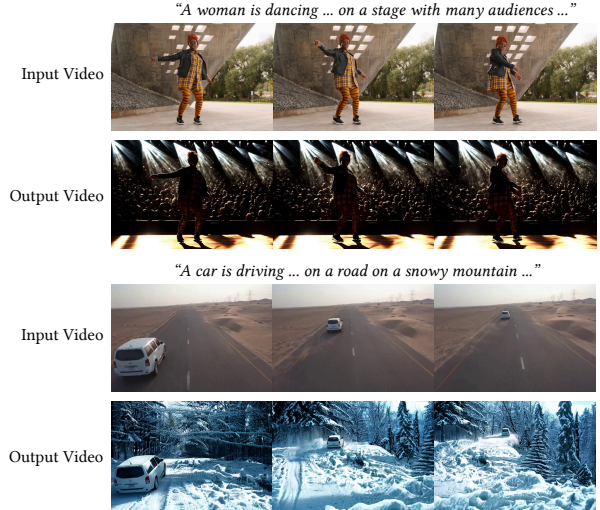 “A woman is dancing ... on a stage with many audiences ...”
Input Video
Output Video
“A car is driving ... on a road on a snowy mountain ...”
Input Video
Output Video